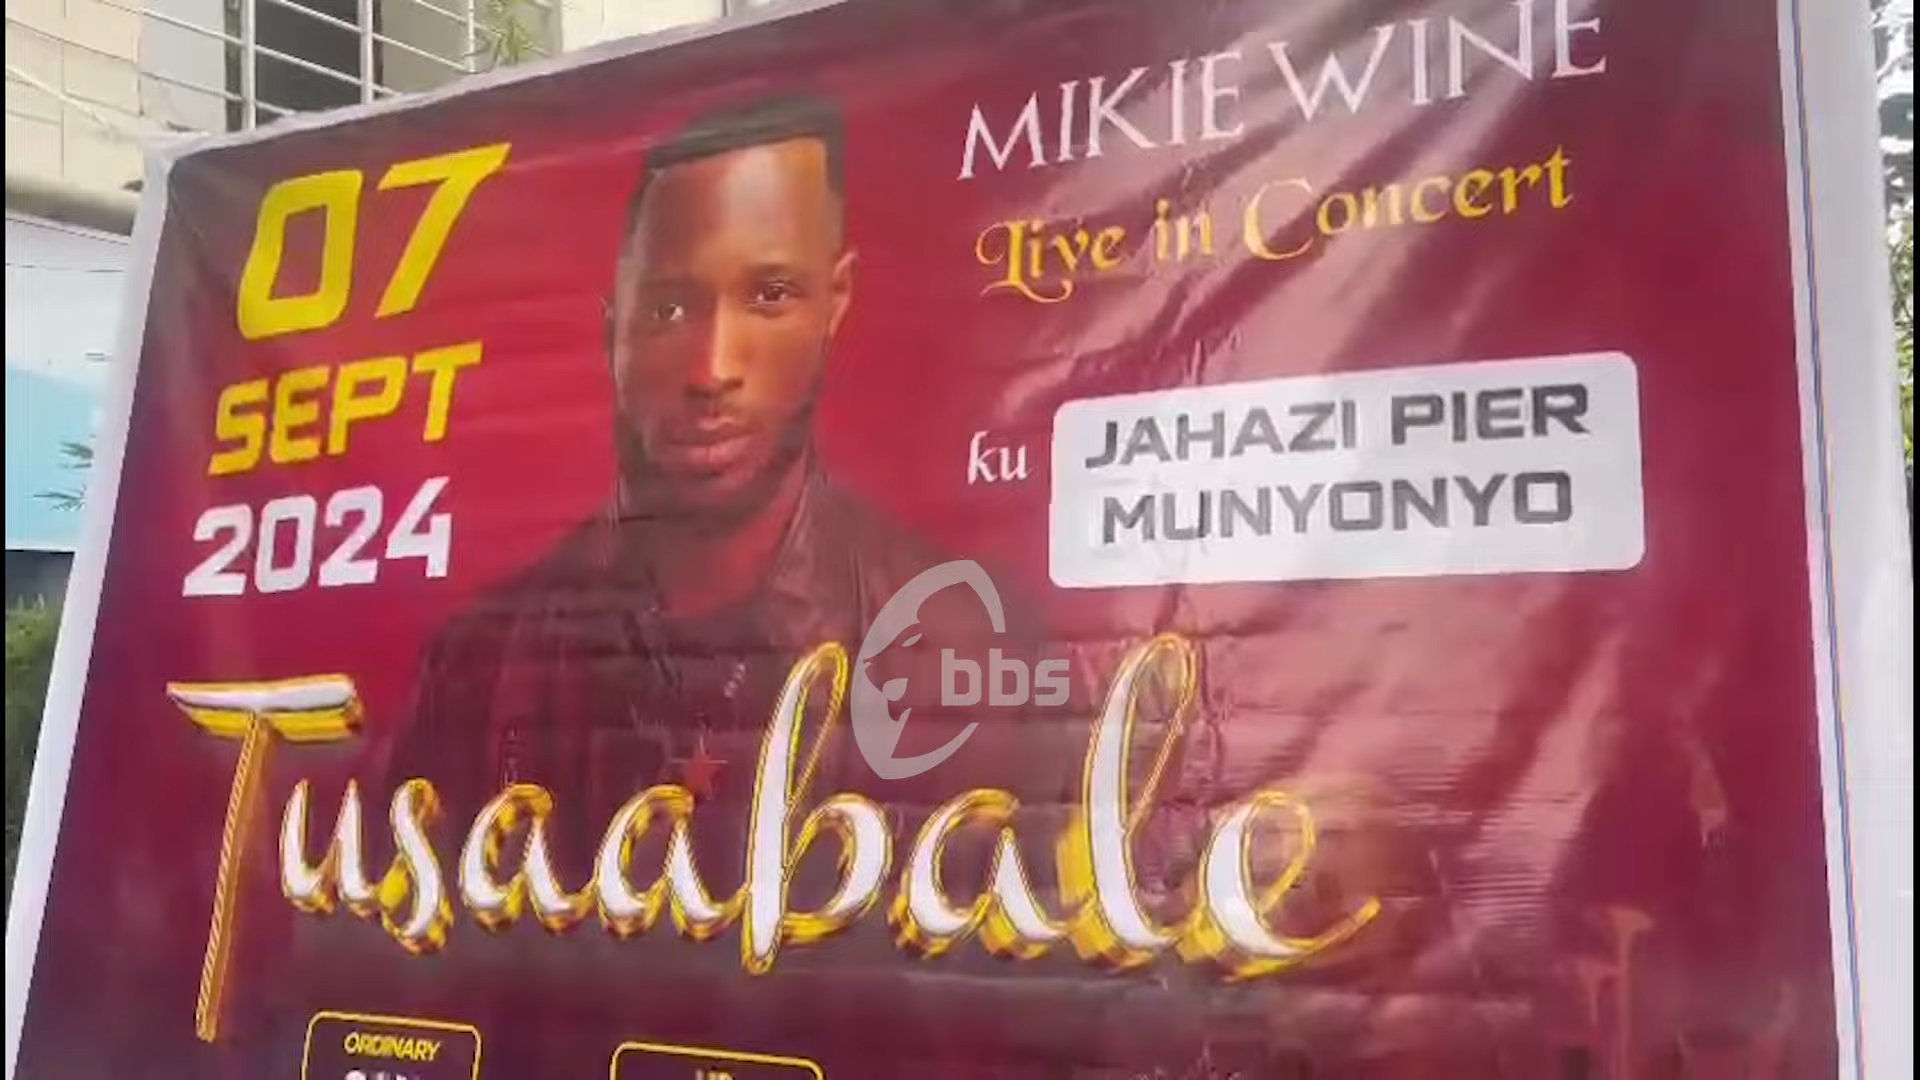 MIKIE WINE
Live in Concert
07
SEPT
2024
ku
JAHAZI PIER
MUNYONYO
bbs
Tusaabale
ORDINARY